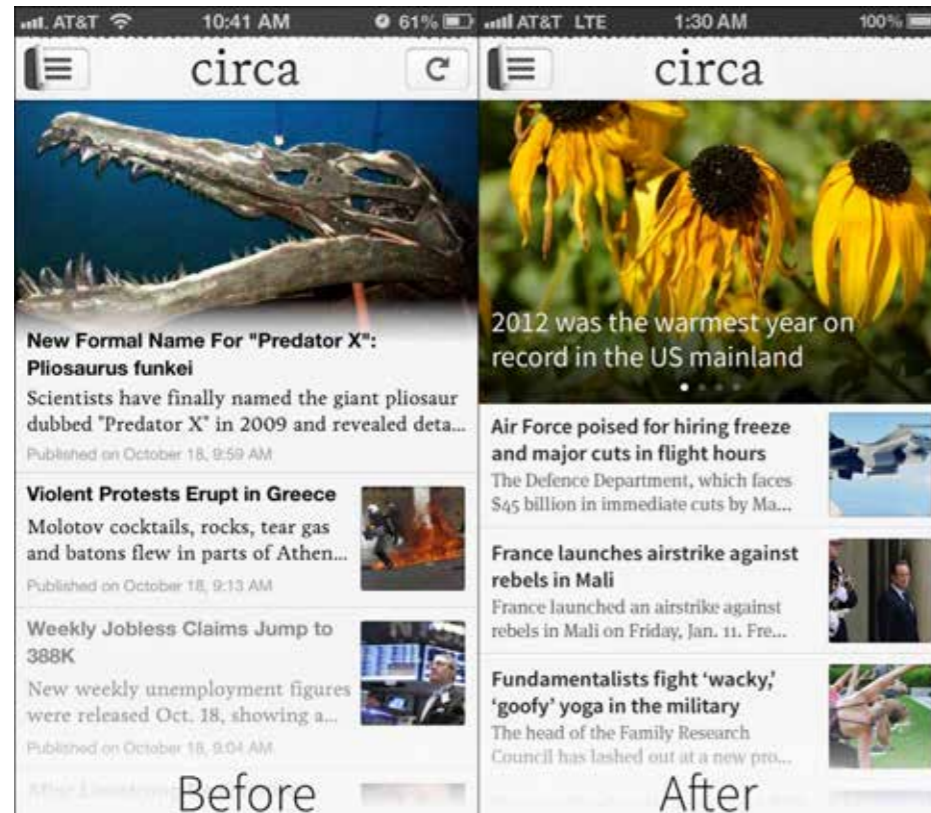 AT&T 10:41 AM 61%
circa
New Formal Name For "Predator X":
Pliosaurus funkei
Scientists have finally named the giant pliosaur
dubbed "Predator X" in 2009 and revealed deta...
Published on October 18, 9:59 AM
Violent Protests Erupt in Greece
Molotov cocktails, rocks, tear gas
and batons flew in parts of Athen...
Published on October 18, 9:13 AM
Weekly Jobless Claims Jump to
388K
New weekly unemployment figures
were released Oct. 18, showing a...
Published on October 18, 9:04 AM
Before
AT&T LTE 1:30 AM 100%
circa
2012 was the warmest year on
record in the US mainland
Air Force poised for hiring freeze
and major cuts in flight hours
The Defence Department, which faces
$45 billion in immediate cuts by Ma...
France launches airstrike against
rebels in Mali
France launched an airstrike against
rebels in Mali on Friday, Jan. 11. Fre...
Fundamentalists fight ‘wacky,’
‘goofy’ yoga in the military
The head of the Family Research
Council has lashed out at a new pro...
After